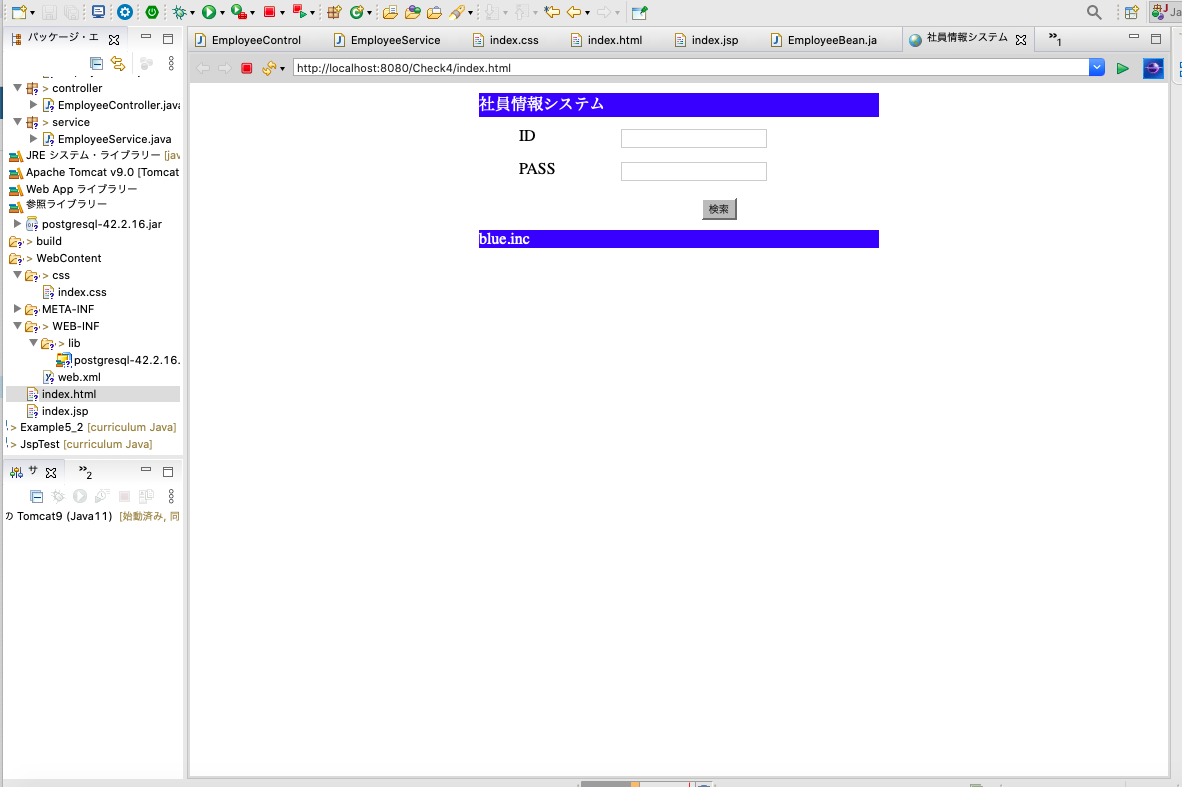 Ja
パッケージ・エ
EmployeeControl
EmployeeService
index.css
index.html
index.jsp
EmployeeBean.ja
社員情報システム
»1
http://localhost:8080/Check4/index.html
> controller
EmployeeController.java
> service
EmployeeService.java
JRE システム・ライブラリー [jav
Apache Tomcat v9.0 [Tomcat
Web App ライブラリー
参照ライブラリー
postgresql-42.2.16.jar
> build
> WebContent
> css
index.css
META-INF
> WEB-INF
> lib
postgresql-42.2.16.
web.xml
index.html
index.jsp
> Example5_2 [curriculum Java]
> JspTest [curriculum Java]
サ
»2
の Tomcat9 (Java11) [始動済み, 同
社員情報システム
ID
PASS
検索
blue.inc